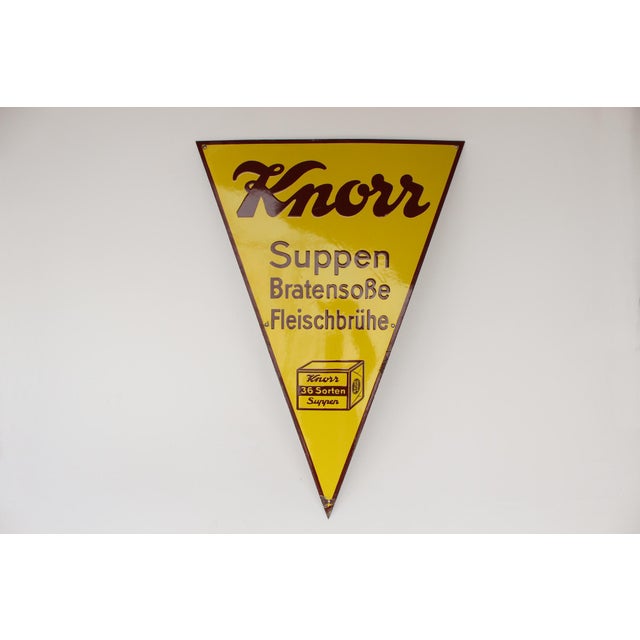 Knorr
Suppen
Bratensoße
Fleischbrühe
Knorr
36 Sorten
Suppen